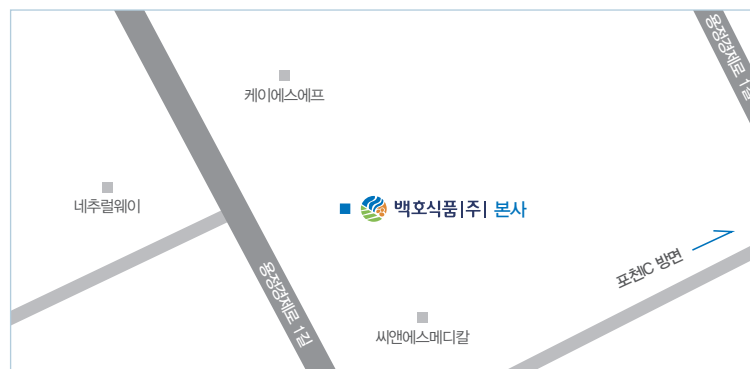 용정경제로 1길
케이에스에프
네추럴웨이
백호식품|주| 본사
포천IC 방면
용정경제로 1길
씨앤에스메디칼